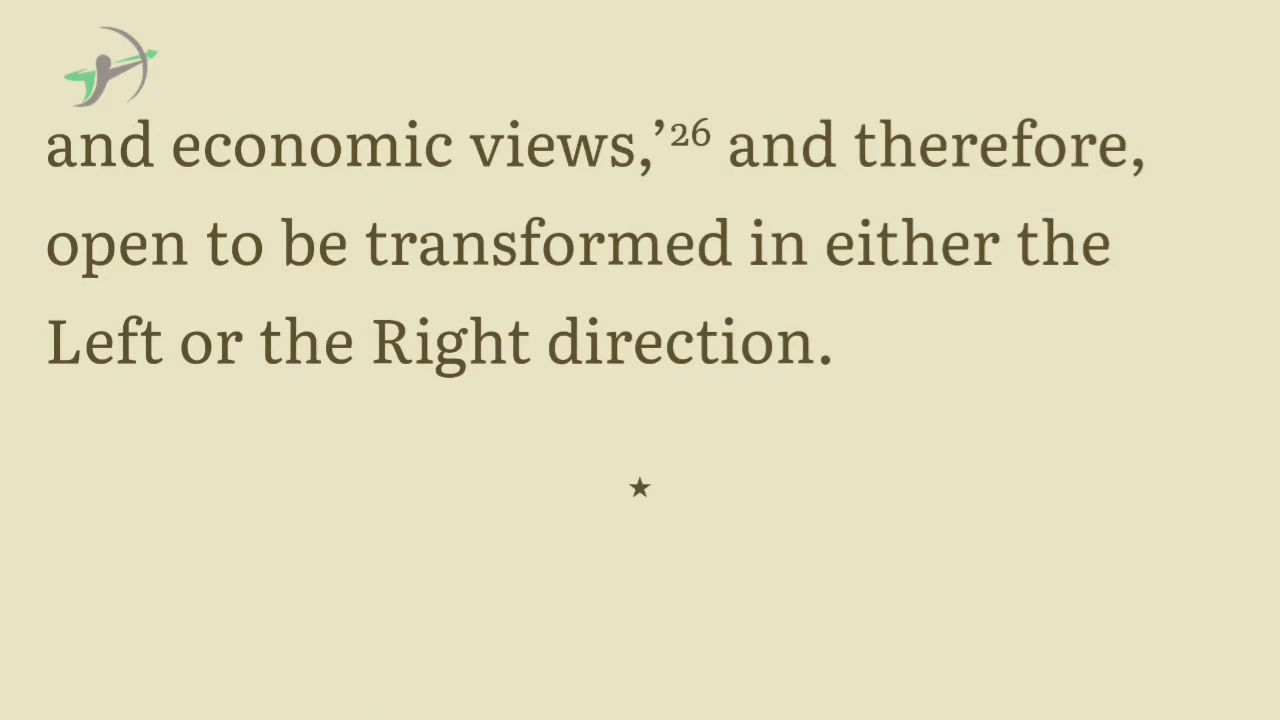 and economic views,’²⁶ and therefore,
open to be transformed in either the
Left or the Right direction.
★